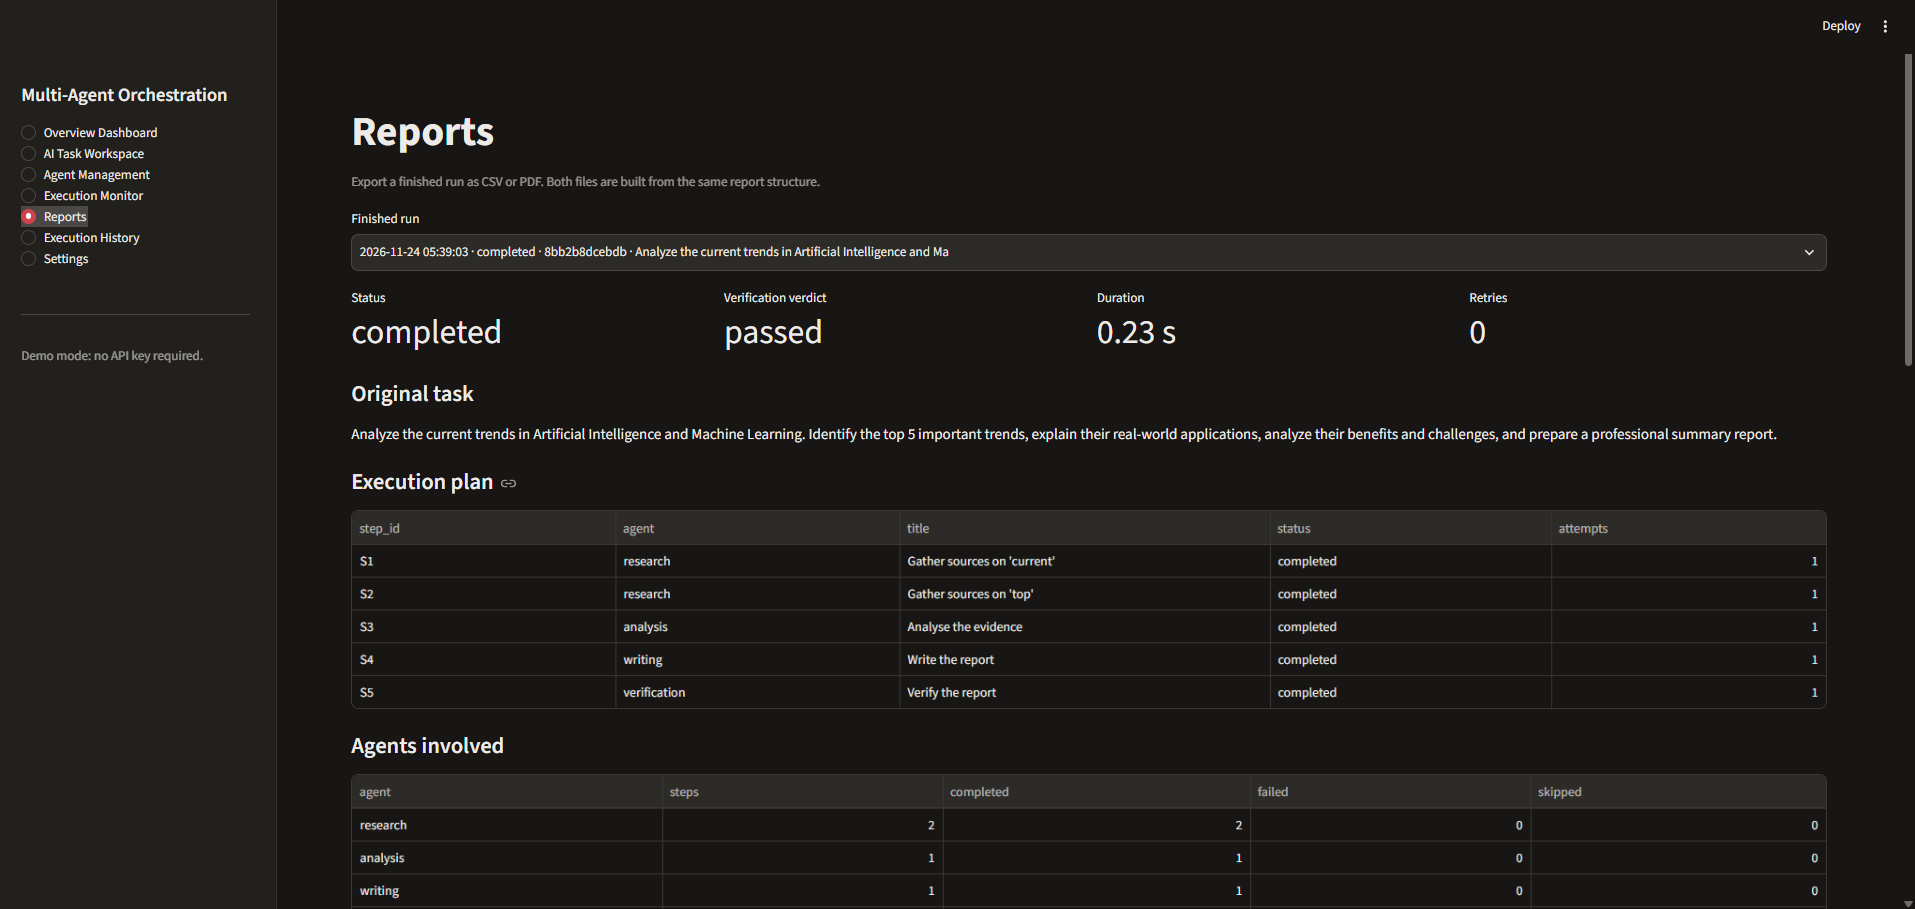 Deploy
Multi-Agent Orchestration
Overview Dashboard
AI Task Workspace
Agent Management
Execution Monitor
Reports
Execution History
Settings
Demo mode: no API key required.
Reports
Export a finished run as CSV or PDF. Both files are built from the same report structure.
Finished run
2026-11-24 05:39:03 · completed · 8bb2b8dcebdb · Analyze the current trends in Artificial Intelligence and Ma
Status Verification verdict Duration Retries
completed passed 0.23 s 0
Original task
Analyze the current trends in Artificial Intelligence and Machine Learning. Identify the top 5 important trends, explain their real-world applications, analyze their benefits and challenges, and prepare a professional summary report.
Execution plan
step_id agent title status attempts
S1 research Gather sources on 'current' completed 1
S2 research Gather sources on 'top' completed 1
S3 analysis Analyse the evidence completed 1
S4 writing Write the report completed 1
S5 verification Verify the report completed 1
Agents involved
agent steps completed failed skipped
research 2 2 0 0
analysis 1 1 0 0
writing 1 1 0 0